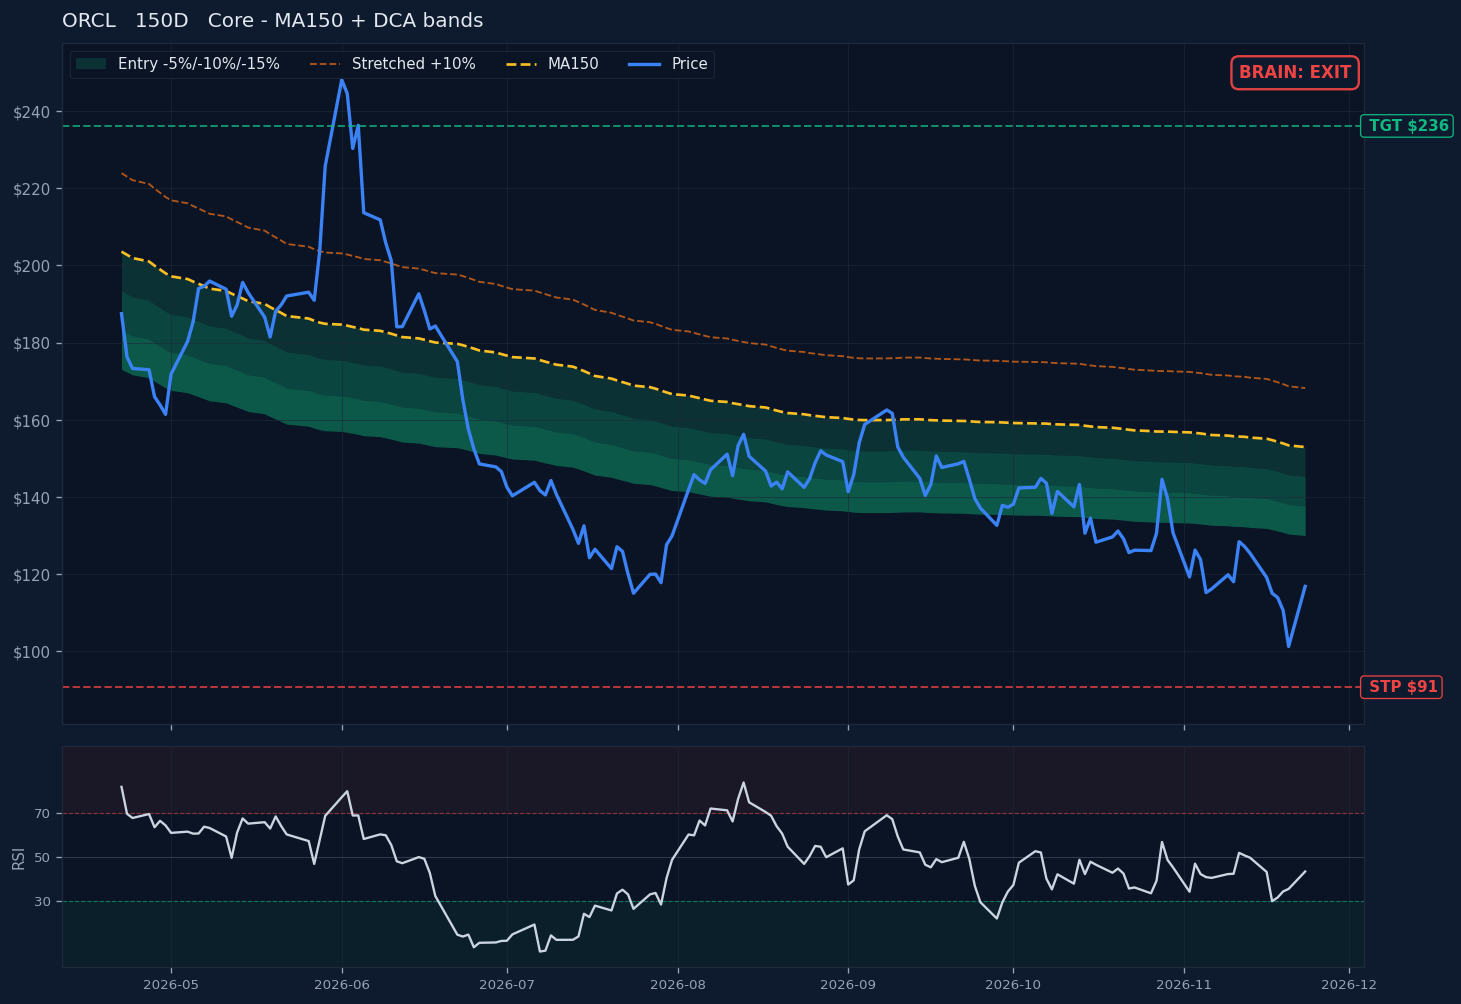 ORCL   150D   Core - MA150 + DCA bands
Entry -5%/-10%/-15%
Stretched +10%
MA150
Price
BRAIN: EXIT
$240
TGT $236
$220
$200
$180
$160
$140
$120
$100
STP $91
70
50
30
RSI
2026-05
2026-06
2026-07
2026-08
2026-09
2026-10
2026-11
2026-12